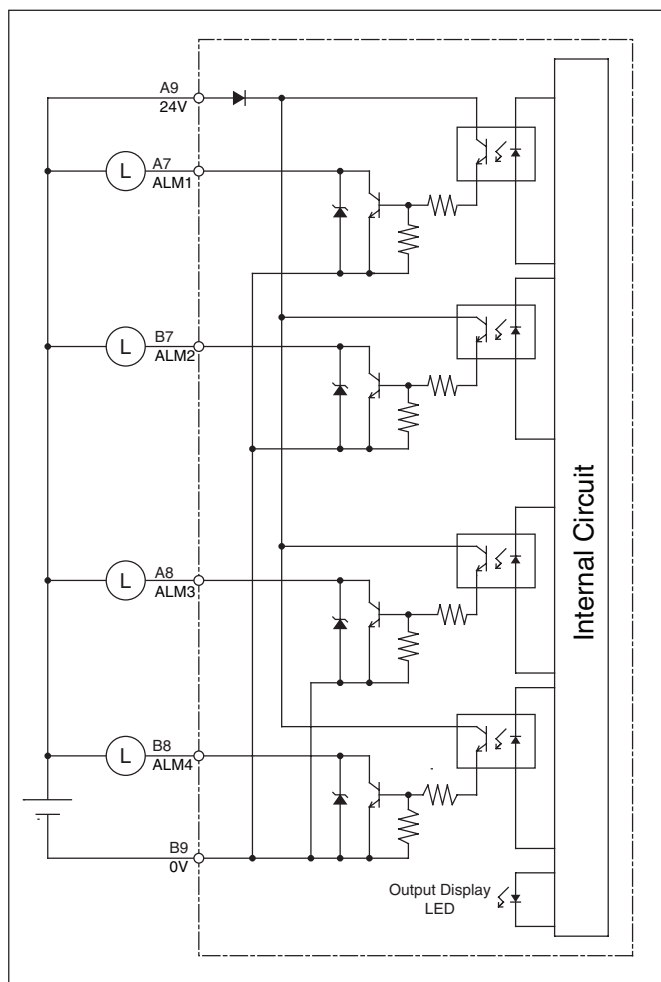 A9
24V
L
A7
ALM1
L
B7
ALM2
L
A8
ALM3
L
B8
ALM4
B9
0V
Output Display
LED
Internal Circuit